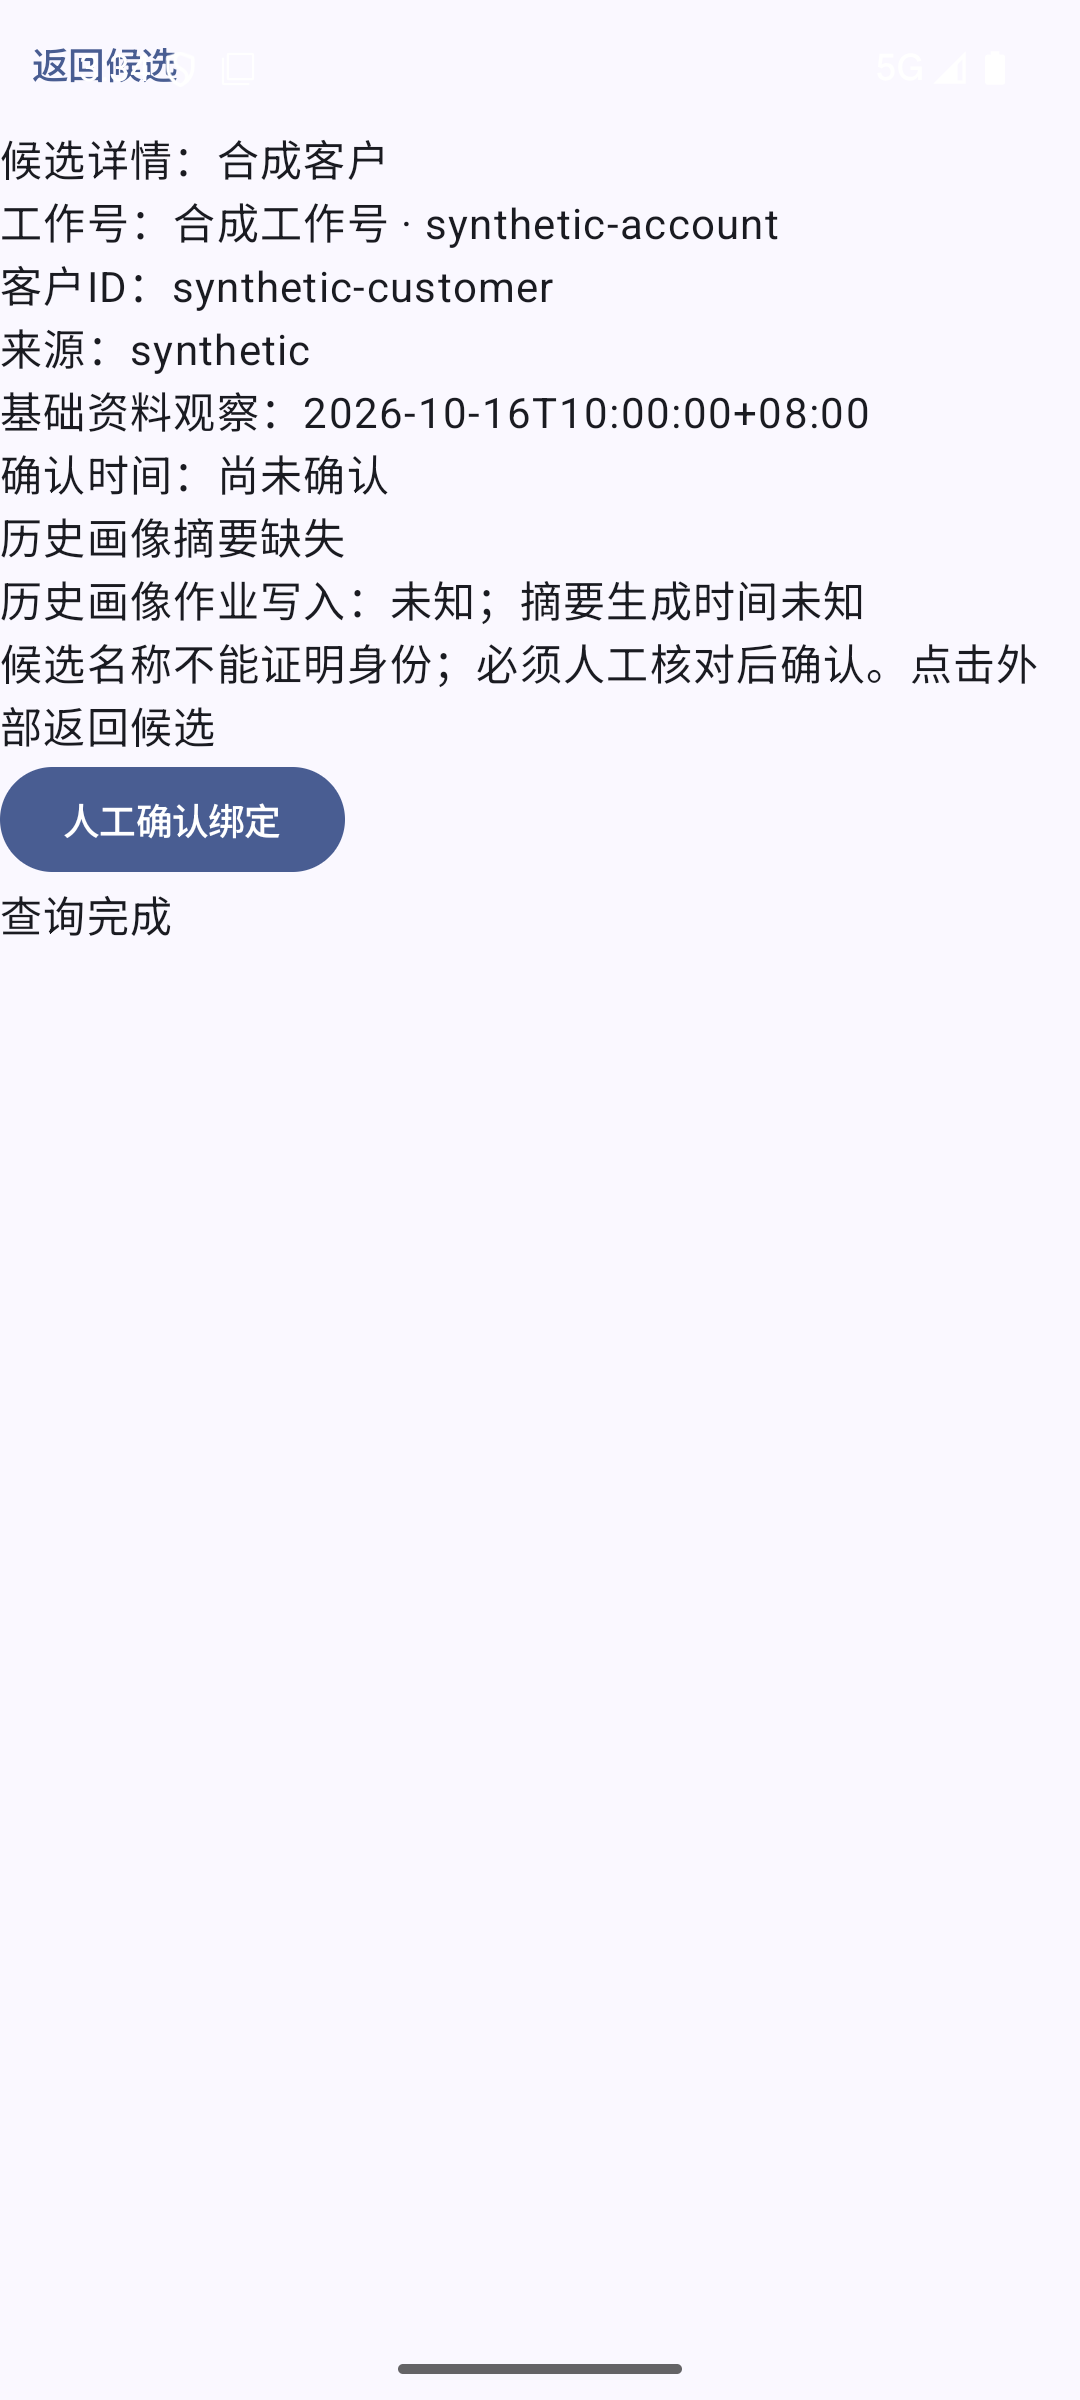 返回候选
5G
候选详情：合成客户
工作号：合成工作号 · synthetic-account
客户ID：synthetic-customer
来源：synthetic
基础资料观察：2026-10-16T10:00:00+08:00
确认时间：尚未确认
历史画像摘要缺失
历史画像作业写入：未知；摘要生成时间未知
候选名称不能证明身份；必须人工核对后确认。点击外
部返回候选
人工确认绑定
查询完成